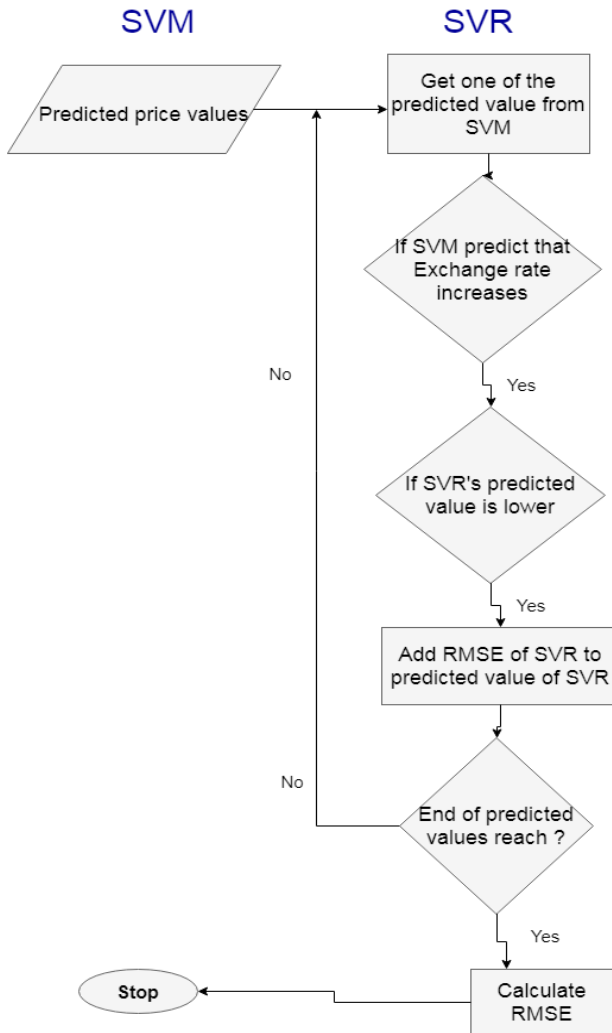 SVM
SVR
Predicted price values
Get one of the
predicted value from
SVM
If SVM predict that
Exchange rate
increases
No
Yes
If SVR's predicted
value is lower
Yes
Add RMSE of SVR to
predicted value of SVR
No
End of predicted
values reach ?
Yes
Stop
Calculate
RMSE